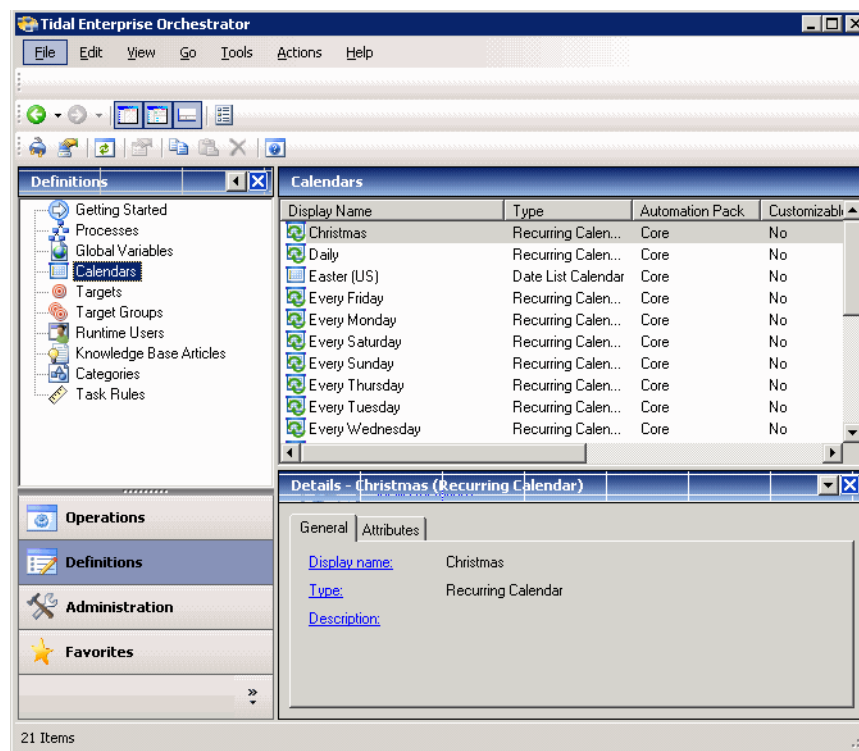 Tidal Enterprise Orchestrator
File Edit View Go Tools Actions Help
Definitions
Getting Started
Processes
Global Variables
Calendars
Targets
Target Groups
Runtime Users
Knowledge Base Articles
Categories
Task Rules
Operations
Definitions
Administration
Favorites
Calendars
Display Name Type Automation Pack Customizabl
Christmas Recurring Calen... Core No
Daily Recurring Calen... Core No
Easter (US) Date List Calendar Core No
Every Friday Recurring Calen... Core No
Every Monday Recurring Calen... Core No
Every Saturday Recurring Calen... Core No
Every Sunday Recurring Calen... Core No
Every Thursday Recurring Calen... Core No
Every Tuesday Recurring Calen... Core No
Every Wednesday Recurring Calen... Core No
Details - Christmas (Recurring Calendar)
General Attributes
Display name: Christmas
Type: Recurring Calendar
Description:
21 Items